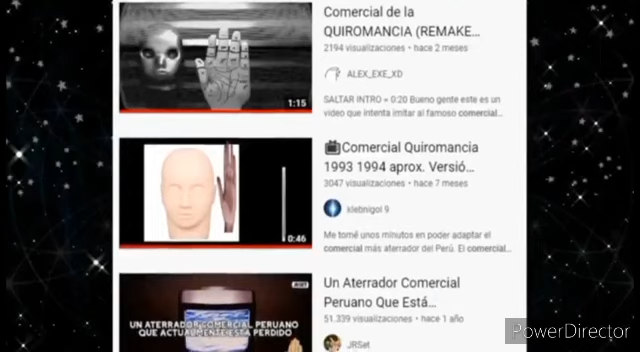 Comercial de la
QUIROMANCIA (REMAKE...
2194 visualizaciones • hace 2 meses
ALEX_EXE_XD
1:15
SALTAR INTRO = 0:20 Bueno gente este es un
video que intenta imitar al famoso comercial...
📺Comercial Quiromancia
1993 1994 aprox. Versió...
3047 visualizaciones • hace 7 meses
klebnigol 9
0:46
Me tomé unos minutos en poder adaptar el
comercial más aterrador del Perú. El comercial...
Un Aterrador Comercial
Peruano Que Está...
51.339 visualizaciones • hace 1 año
UN ATERRADOR COMERCIAL PERUANO
QUE ACTUALMENTE ESTÁ PERDIDO
JRSet
PowerDirector